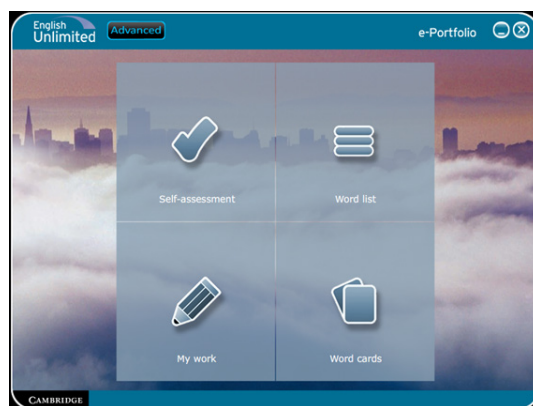 English
Unlimited
Advanced
e-Portfolio
Self-assessment
Word list
My work
Word cards
CAMBRIDGE